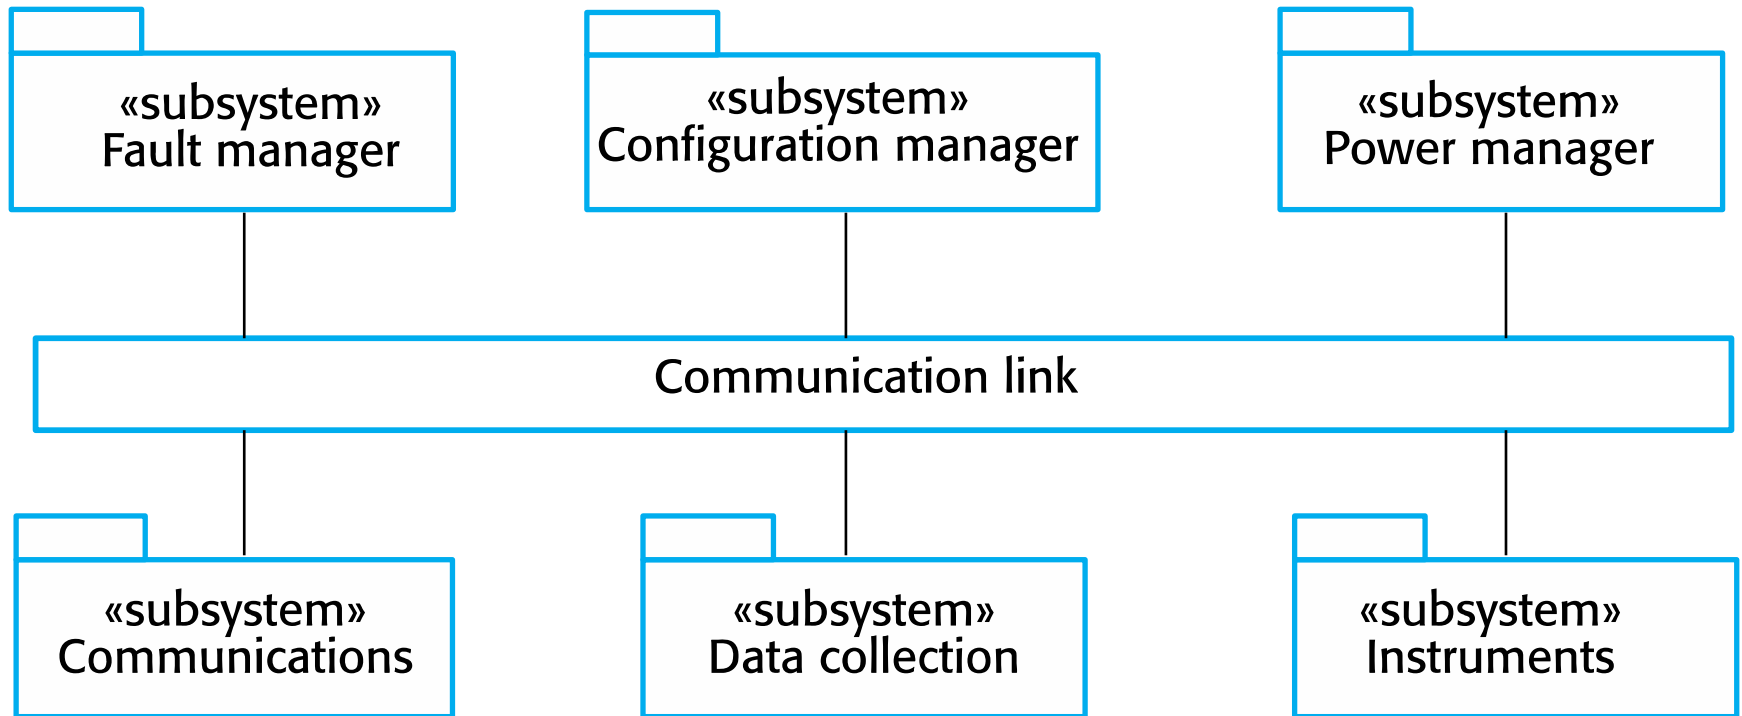 «subsystem»
Fault manager
«subsystem»
Configuration manager
«subsystem»
Power manager
Communication link
«subsystem»
Communications
«subsystem»
Data collection
«subsystem»
Instruments